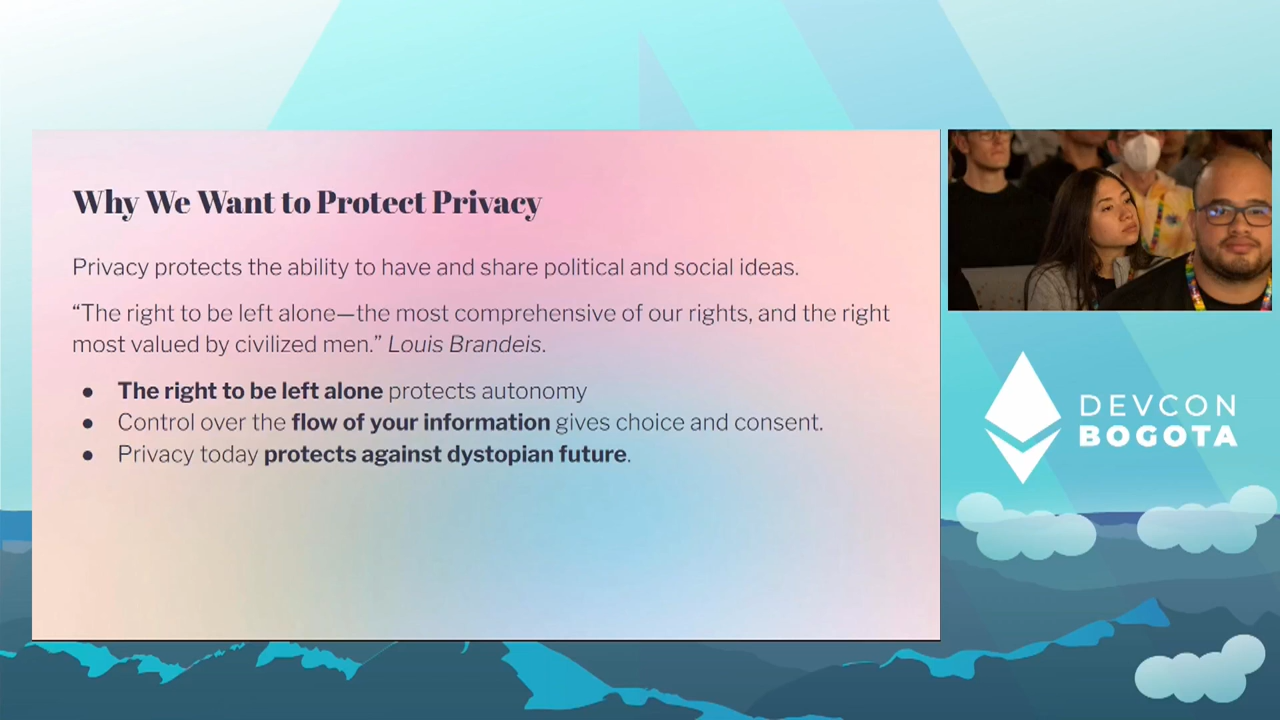 Why We Want to Protect Privacy
Privacy protects the ability to have and share political and social ideas.
“The right to be left alone—the most comprehensive of our rights, and the right
most valued by civilized men.” Louis Brandeis.
● The right to be left alone protects autonomy
● Control over the flow of your information gives choice and consent.
● Privacy today protects against dystopian future.
DEVCON
BOGOTA